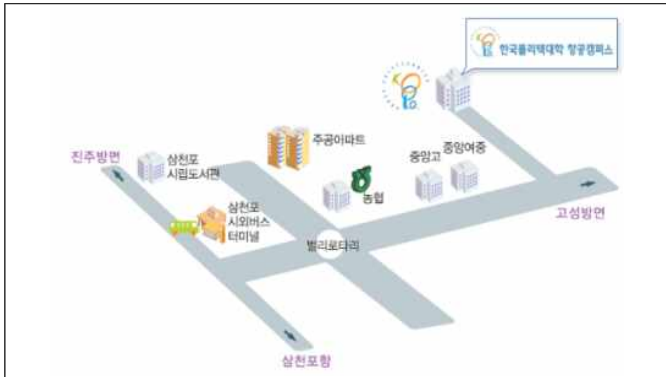 한국폴리텍대학 항공캠퍼스
주공아파트
진주방면
삼천포
시립도서관
중앙고
중앙여중
농협
삼천포
시외버스
터미널
고성방면
벌리로타리
삼천포항